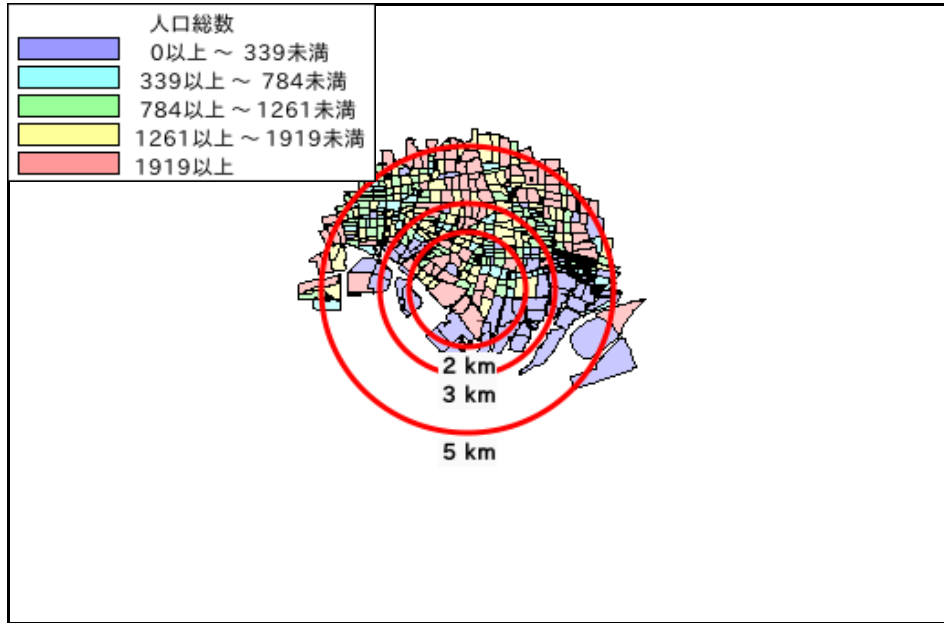 人口総数
0以上 ～ 339未満
339以上 ～ 784未満
784以上 ～ 1261未満
1261以上 ～ 1919未満
1919以上
2 km
3 km
5 km